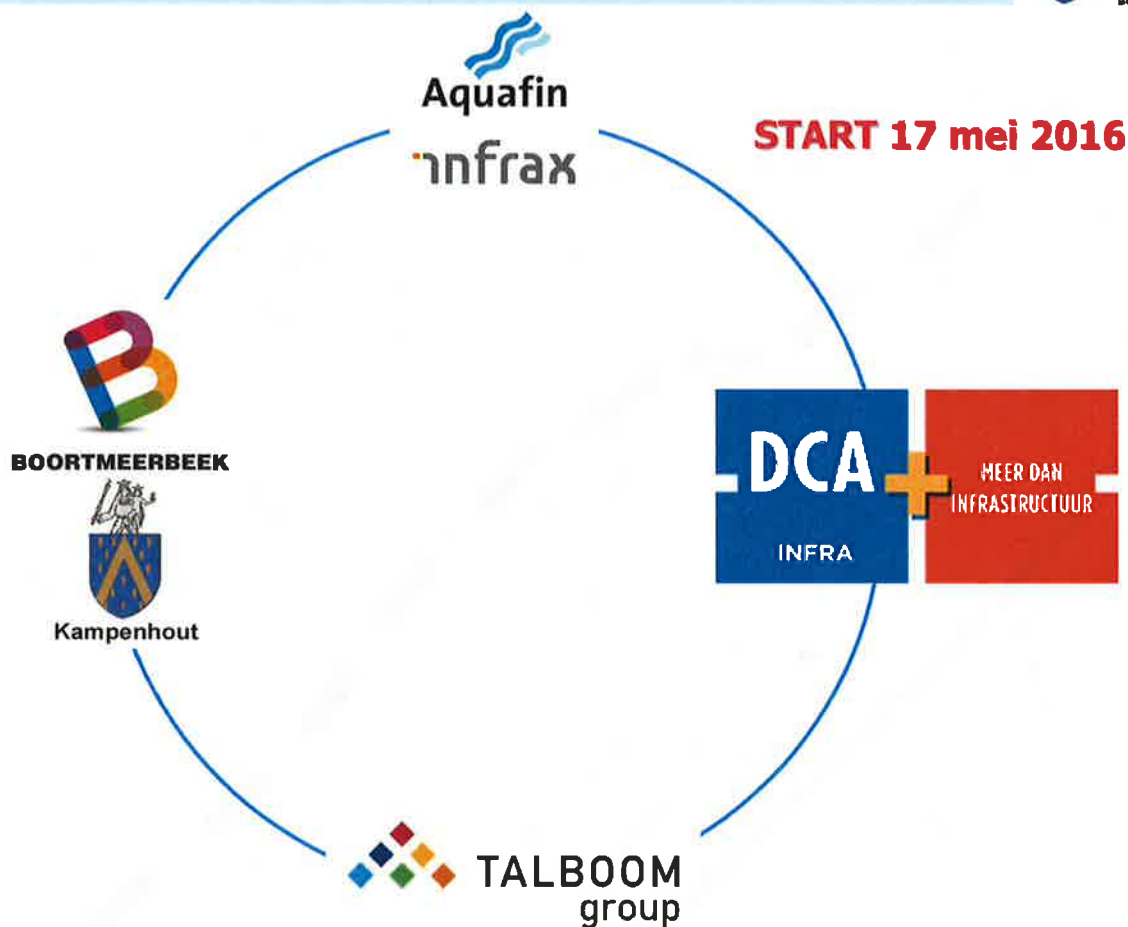 Aquafin
infrax
START 17 mei 2016
BOORTMEERBEEK
Kampenhout
DCA
INFRA
+
MEER DAN
INFRASTRUCTUUR
TALBOOM
group